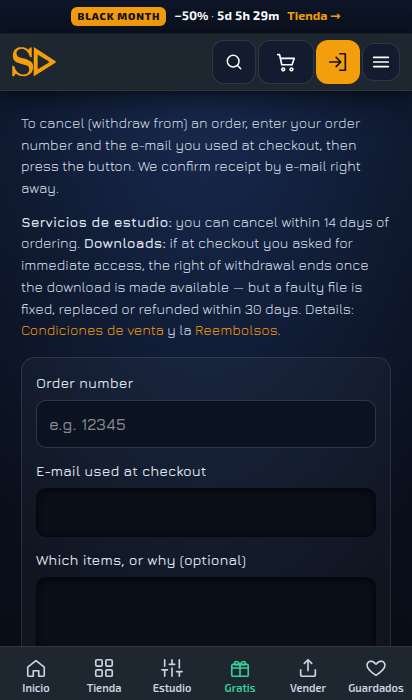 BLACK MONTH −50% · 5d 5h 29m Tienda →
SD
To cancel (withdraw from) an order, enter your order
number and the e-mail you used at checkout, then
press the button. We confirm receipt by e-mail right
away.
Servicios de estudio: you can cancel within 14 days of
ordering. Downloads: if at checkout you asked for
immediate access, the right of withdrawal ends once
the download is made available — but a faulty file is
fixed, replaced or refunded within 30 days. Details:
Condiciones de venta y la Reembolsos.
Order number
e.g. 12345
E-mail used at checkout
Which items, or why (optional)
Inicio Tienda Estudio Gratis Vender Guardados